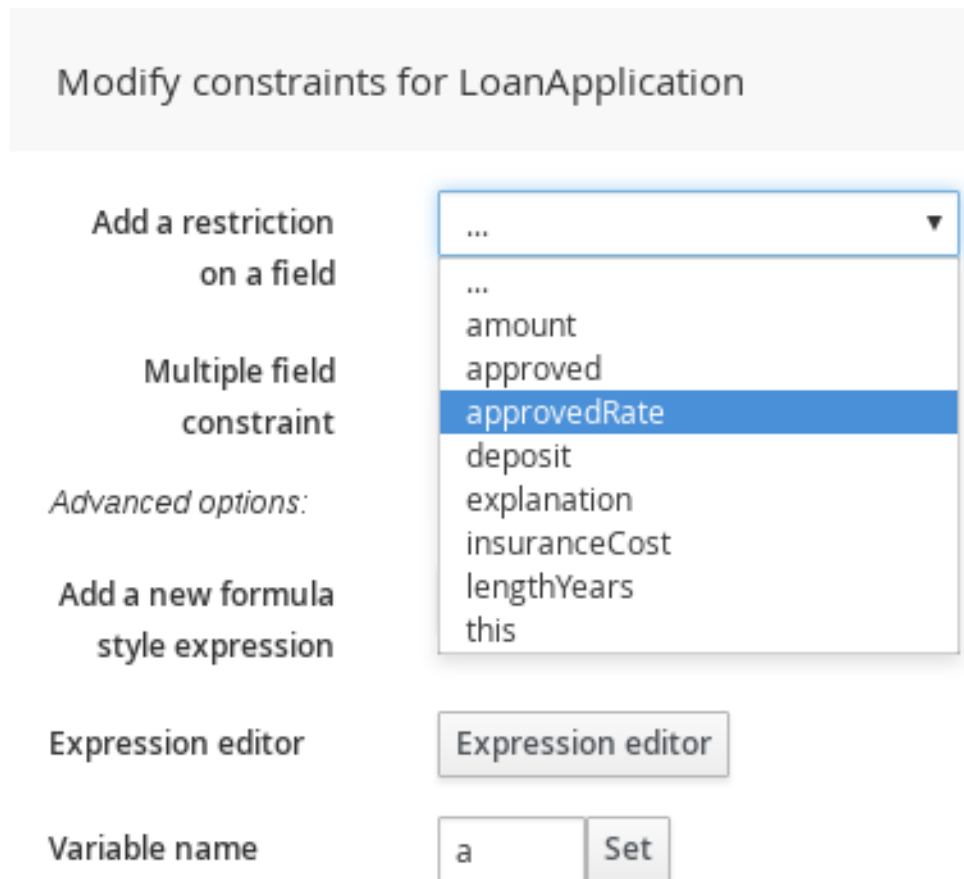 Modify constraints for LoanApplication
Add a restriction
on a field
...
...
amount
approved
approvedRate
deposit
explanation
insuranceCost
lengthYears
this
Multiple field
constraint
Advanced options:
Add a new formula
style expression
Expression editor
Expression editor
Variable name
a
Set